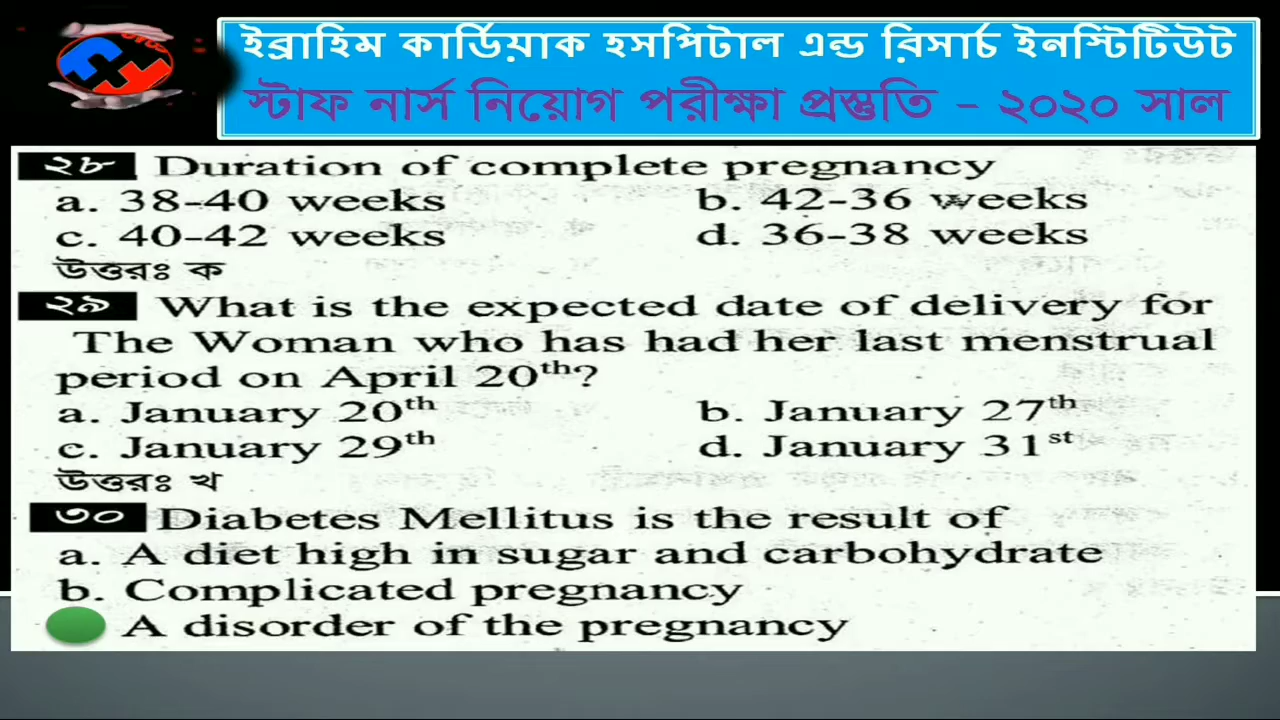 ইব্রাহিম কার্ডিয়াক হসপিটাল এন্ড রিসার্চ ইনস্টিটিউট
স্টাফ নার্স নিয়োগ পরীক্ষা প্রস্তুতি – ২০২০ সাল
২৮ Duration of complete pregnancy
a. 38-40 weeks b. 42-36 weeks
c. 40-42 weeks d. 36-38 weeks
উত্তরঃ ক
২৯ What is the expected date of delivery for
The Woman who has had her last menstrual
period on April 20th?
a. January 20th b. January 27th
c. January 29th d. January 31st
উত্তরঃ খ
৩০ Diabetes Mellitus is the result of
a. A diet high in sugar and carbohydrate
b. Complicated pregnancy
A disorder of the pregnancy